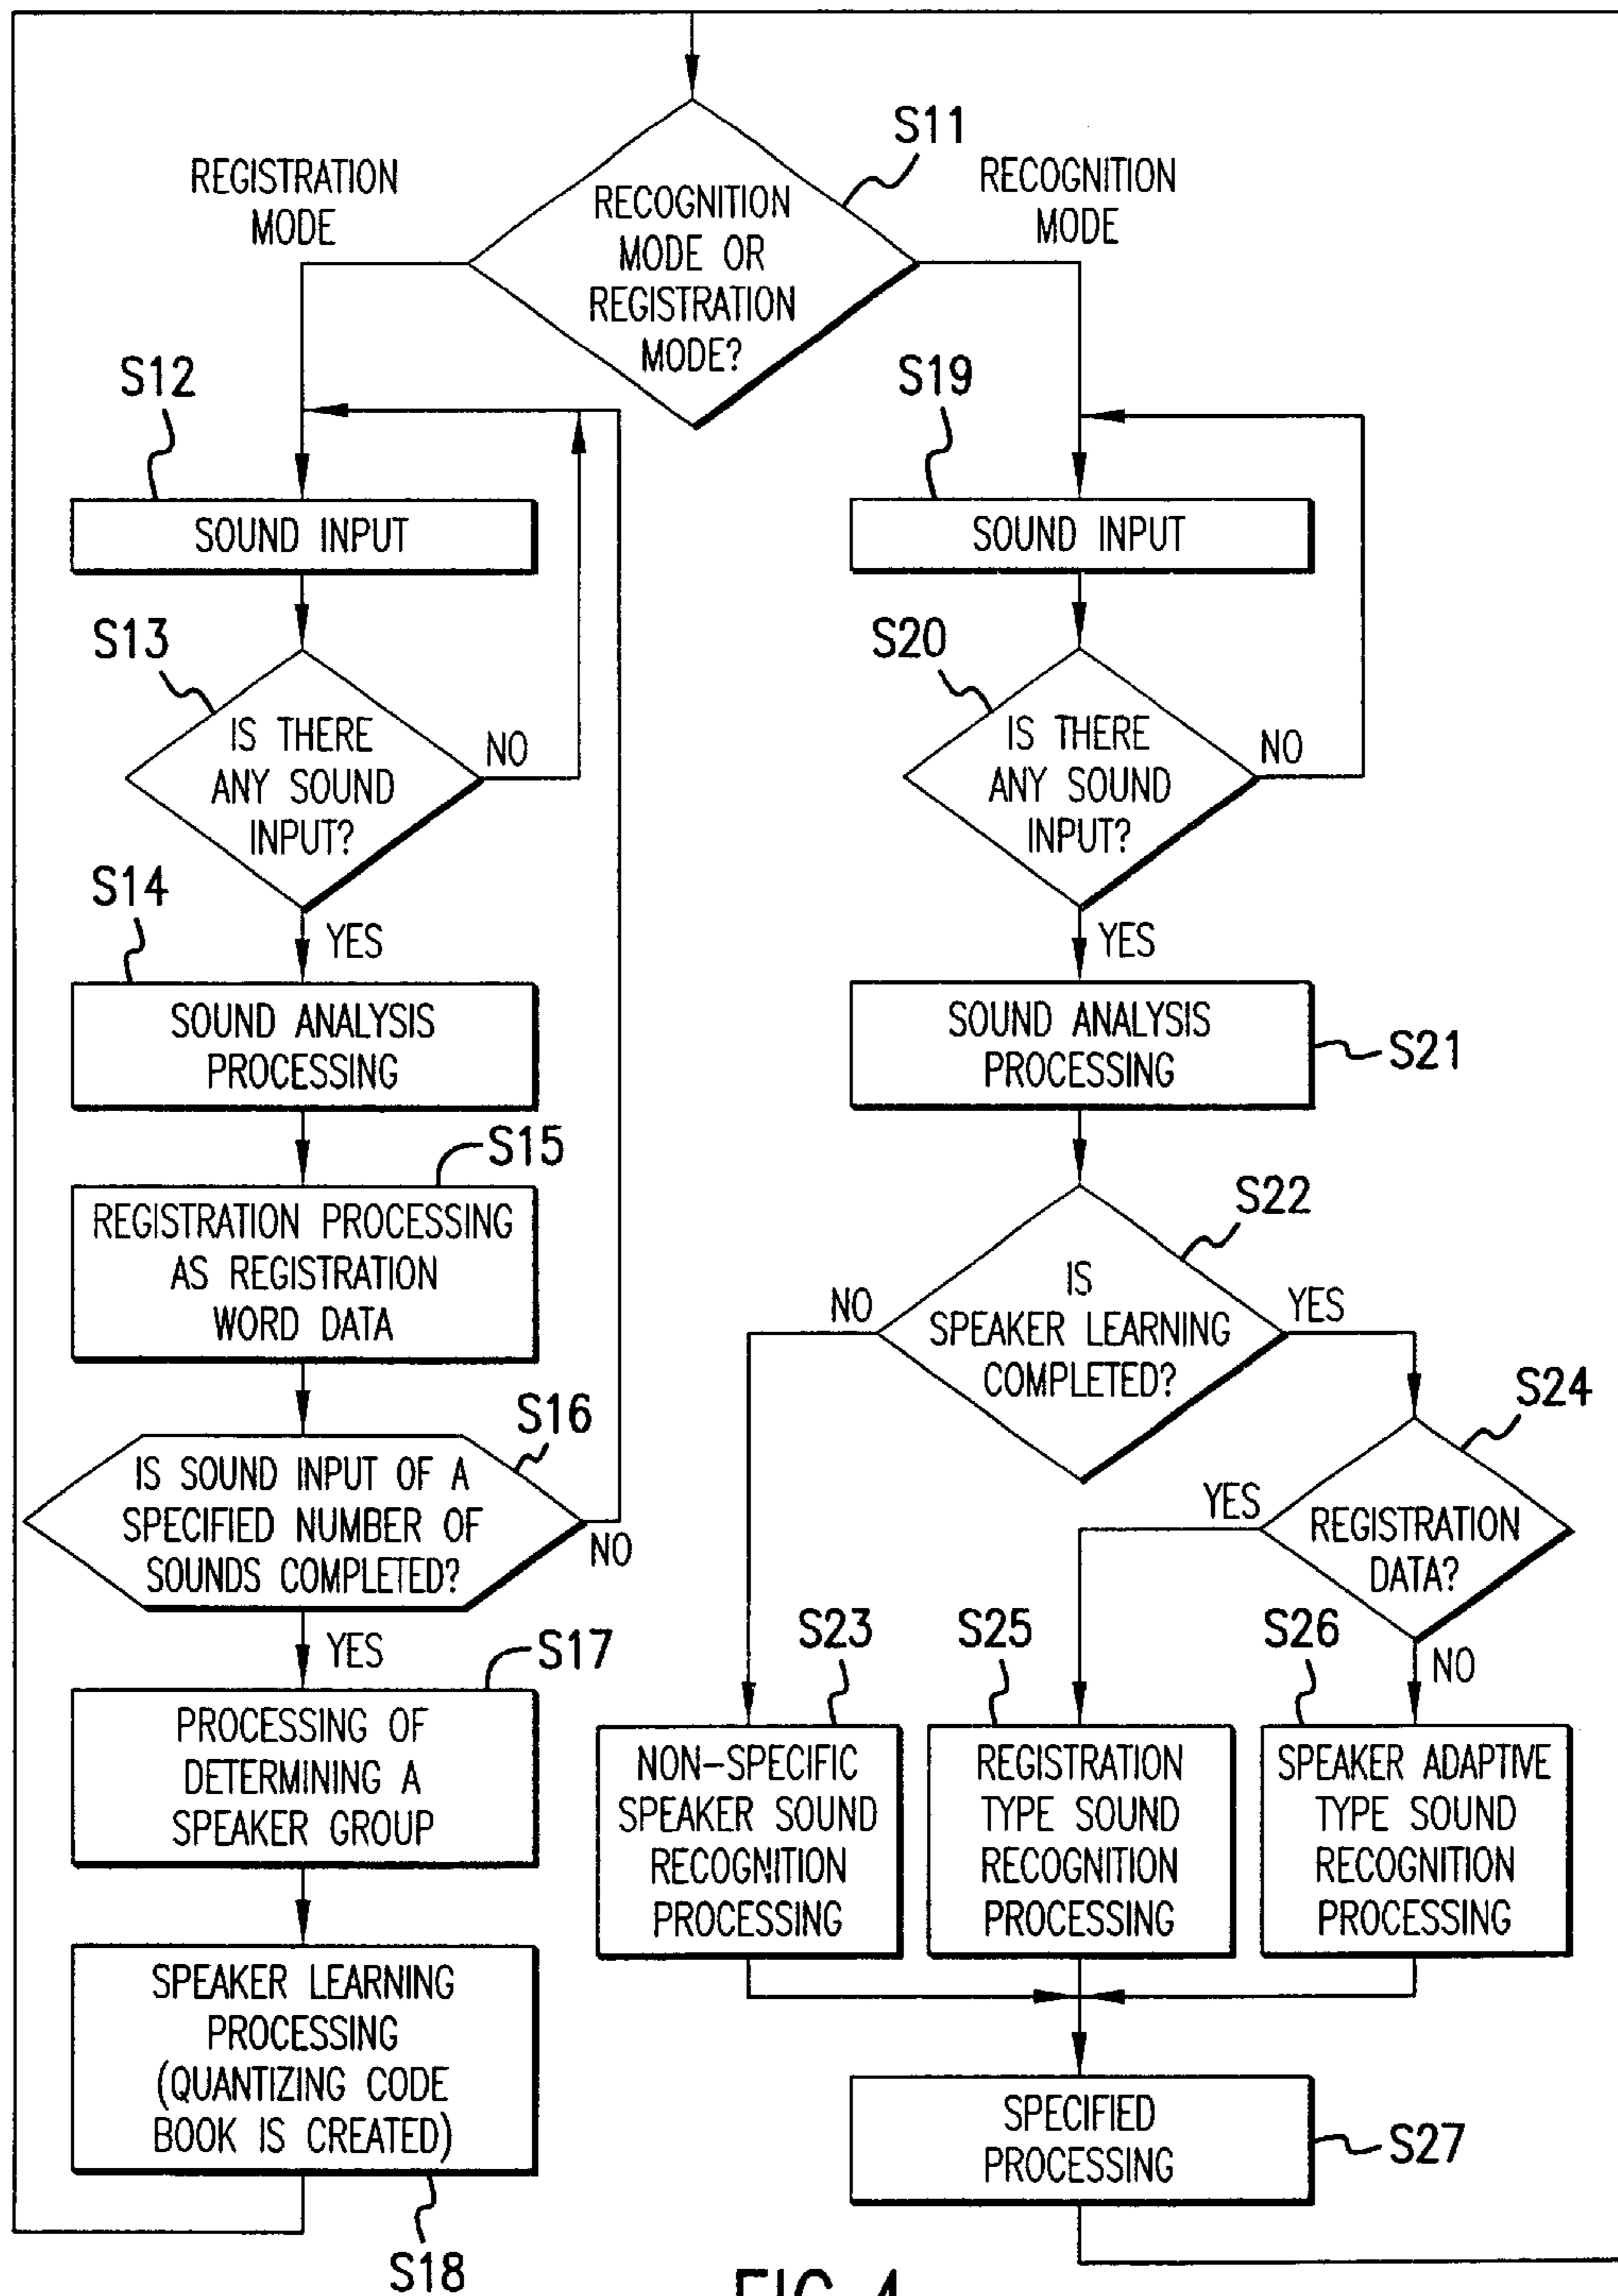 S11
REGISTRATION
MODE
RECOGNITION
MODE
RECOGNITION
MODE OR
REGISTRATION
MODE?
S12
SOUND INPUT
S13
IS THERE
ANY SOUND
INPUT?
NO
YES
S14
SOUND ANALYSIS
PROCESSING
S15
REGISTRATION PROCESSING
AS REGISTRATION
WORD DATA
S16
IS SOUND INPUT OF A
SPECIFIED NUMBER OF
SOUNDS COMPLETED?
NO
YES
S17
PROCESSING OF
DETERMINING A
SPEAKER GROUP
SPEAKER LEARNING
PROCESSING
(QUANTIZING CODE
BOOK IS CREATED)
S18
S19
SOUND INPUT
S20
IS THERE
ANY SOUND
INPUT?
NO
YES
SOUND ANALYSIS
PROCESSING
S21
S22
IS
SPEAKER LEARNING
COMPLETED?
NO
YES
S24
REGISTRATION
DATA?
YES
NO
S23
NON-SPECIFIC
SPEAKER SOUND
RECOGNITION
PROCESSING
S25
REGISTRATION
TYPE SOUND
RECOGNITION
PROCESSING
S26
SPEAKER ADAPTIVE
TYPE SOUND
RECOGNITION
PROCESSING
SPECIFIED
PROCESSING
S27
FIG. 4